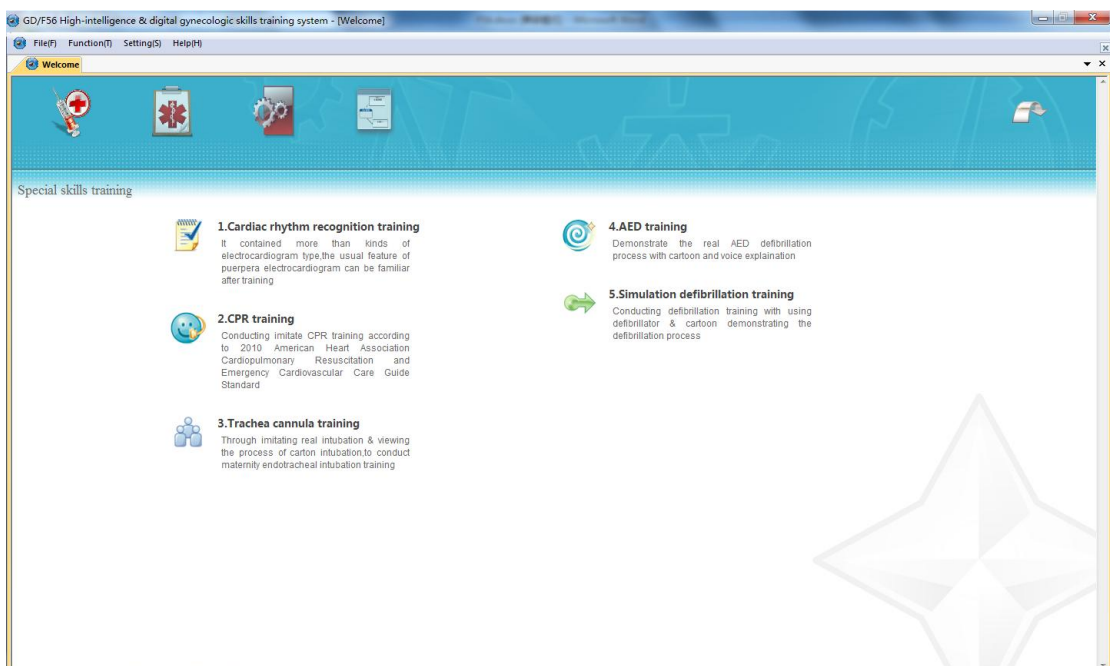 GD/F56 High-intelligence & digital gynecologic skills training system - [Welcome]
File(F) Function(T) Setting(S) Help(H)
Welcome
Special skills training
1.Cardiac rhythm recognition training
It contained more than kinds of
electrocardiogram type,the usual feature of
puerpera electrocardiogram can be familiar
after training
2.CPR training
Conducting imitate CPR training according
to 2010 American Heart Association
Cardiopulmonary Resuscitation and
Emergency Cardiovascular Care Guide
Standard
3.Trachea cannula training
Through imitating real intubation & viewing
the process of carton intubation,to conduct
maternity endotracheal intubation training
4.AED training
Demonstrate the real AED defibrillation
process with cartoon and voice explaination
5.Simulation defibrillation training
Conducting defibrillation training with using
defibrillator & cartoon demonstrating the
defibrillation process